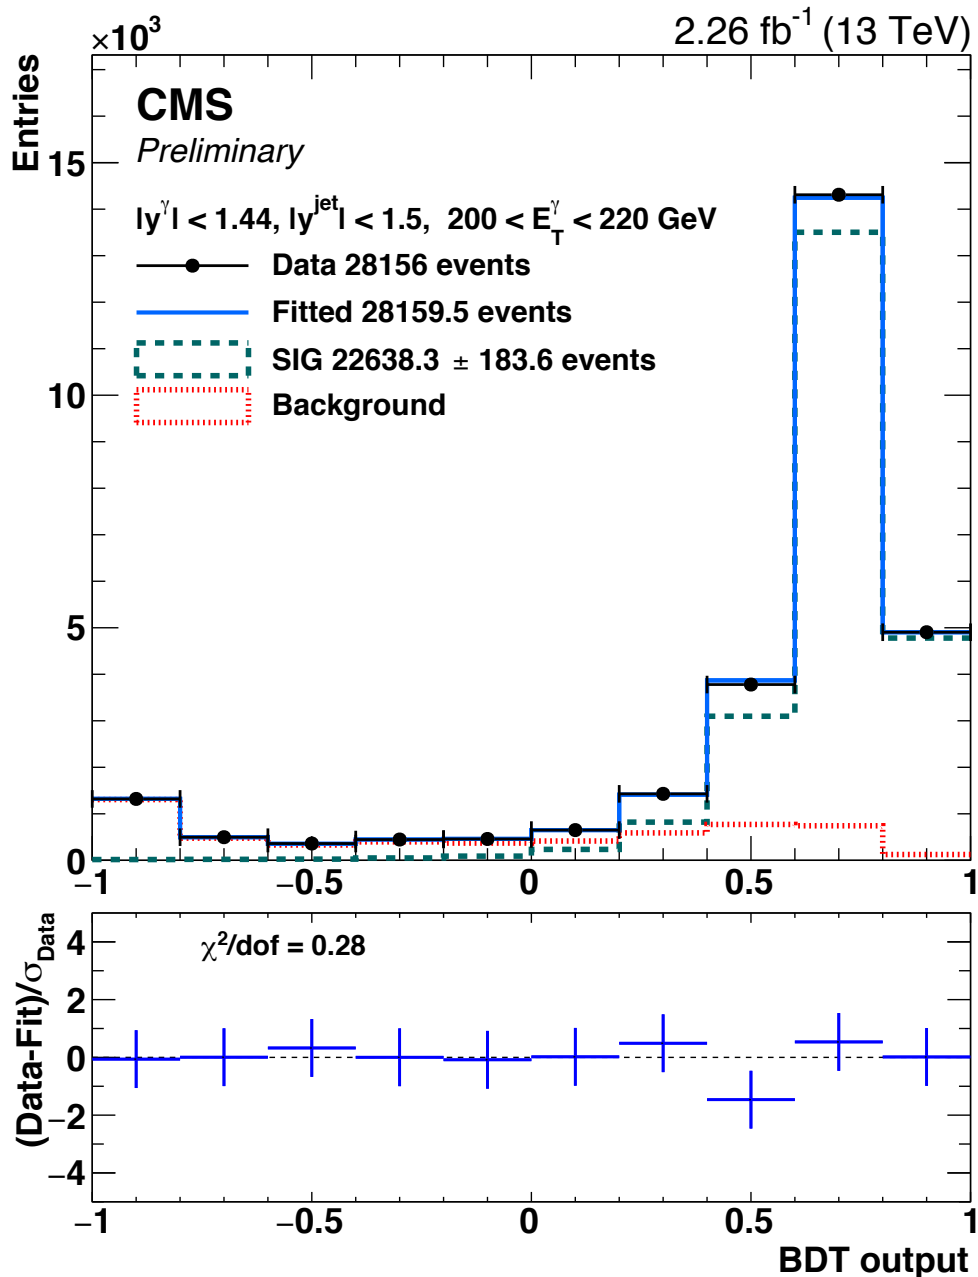 ×10³
2.26 fb⁻¹ (13 TeV)
Entries
CMS
Preliminary
|y^γ| < 1.44, |y^jet| < 1.5, 200 < E_T^γ < 220 GeV
Data 28156 events
Fitted 28159.5 events
SIG 22638.3 ± 183.6 events
Background
15
10
5
0
−1 −0.5 0 0.5 1
(Data-Fit)/σ_Data
χ²/dof = 0.28
4
2
0
−2
−4
−1 −0.5 0 0.5 1
BDT output